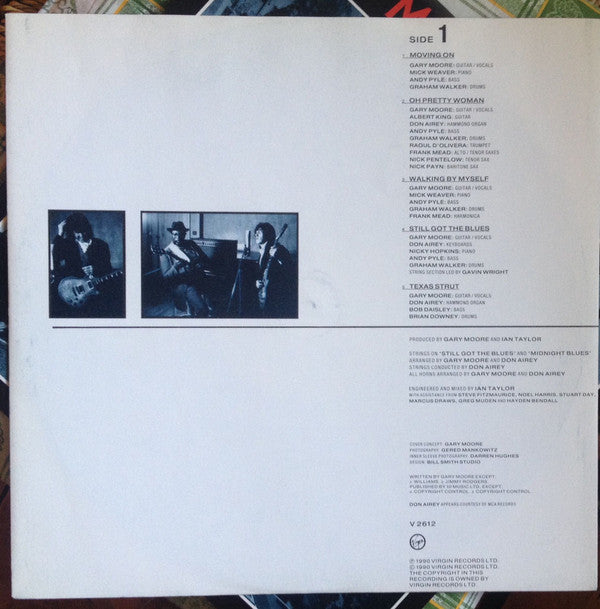 SIDE 1
1 MOVING ON
GARY MOORE: GUITAR / VOCALS
MICK WEAVER: PIANO
ANDY PYLE: BASS
GRAHAM WALKER: DRUMS
2 OH PRETTY WOMAN
GARY MOORE: GUITAR / VOCALS
ALBERT KING: GUITAR
DON AIREY: HAMMOND ORGAN
ANDY PYLE: BASS
GRAHAM WALKER: DRUMS
RAOUL D'OLIVERA: TRUMPET
FRANK MEAD: ALTO / TENOR SAXES
NICK PENTELOW: TENOR SAX
NICK PAYN: BARITONE SAX
3 WALKING BY MYSELF
GARY MOORE: GUITAR / VOCALS
MICK WEAVER: PIANO
ANDY PYLE: BASS
GRAHAM WALKER: DRUMS
FRANK MEAD: HARMONICA
4 STILL GOT THE BLUES
GARY MOORE: GUITAR / VOCALS
DON AIREY: KEYBOARDS
NICKY HOPKINS: PIANO
ANDY PYLE: BASS
GRAHAM WALKER: DRUMS
STRING SECTION LED BY GAVIN WRIGHT
5 TEXAS STRUT
GARY MOORE: GUITAR / VOCALS
DON AIREY: HAMMOND ORGAN
BOB DAISLEY: BASS
BRIAN DOWNEY: DRUMS
PRODUCED BY GARY MOORE AND IAN TAYLOR
STRINGS ON 'STILL GOT THE BLUES' AND 'MIDNIGHT BLUES'
ARRANGED BY GARY MOORE AND DON AIREY
STRINGS CONDUCTED BY DON AIREY
ALL HORNS ARRANGED BY GARY MOORE AND DON AIREY
ENGINEERED AND MIXED BY IAN TAYLOR
WITH ASSISTANCE FROM STEVE FITZMAURICE, NOEL HARRIS, STUART DAY,
MARCUS DRAWS, GREG MUDEN AND HAYDEN BENDALL
COVER CONCEPT: GARY MOORE
PHOTOGRAPHY: GERED MANKOWITZ
INNER SLEEVE PHOTOGRAPHY: DARREN HUGHES
DESIGN: BILL SMITH STUDIO
WRITTEN BY GARY MOORE EXCEPT:
2 WILLIAMS. 3 JIMMY RODGERS.
PUBLISHED BY 10 MUSIC LTD. EXCEPT:
COPYRIGHT CONTROL. COPYRIGHT CONTROL
DON AIREY APPEARS COURTESY OF MCA RECORDS
V 2612
Virgin
℗ 1990 VIRGIN RECORDS LTD.
© 1990 VIRGIN RECORDS LTD.
THE COPYRIGHT IN THIS
RECORDING IS OWNED BY
VIRGIN RECORDS LTD.